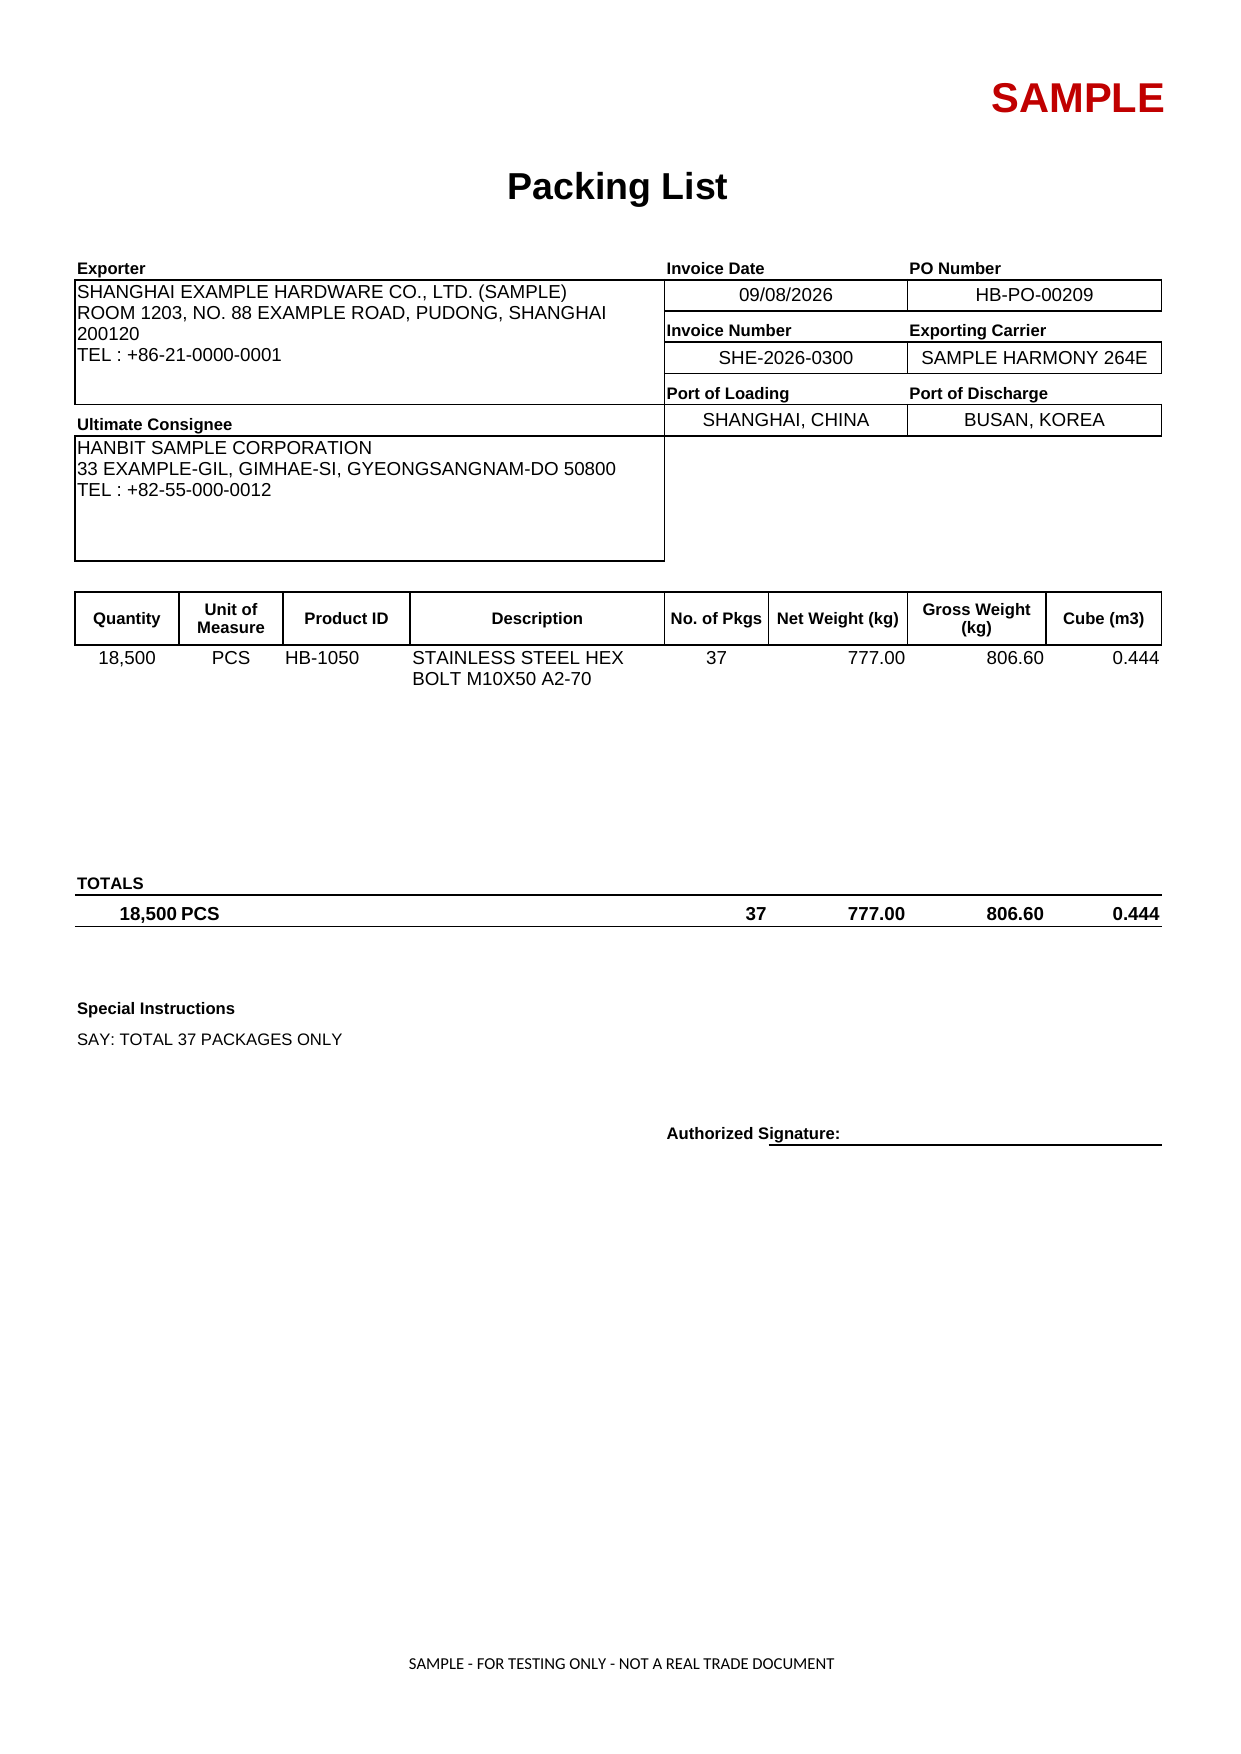 SAMPLE
Packing List
Exporter
Invoice Date
PO Number
SHANGHAI EXAMPLE HARDWARE CO., LTD. (SAMPLE)
ROOM 1203, NO. 88 EXAMPLE ROAD, PUDONG, SHANGHAI
200120
TEL : +86-21-0000-0001
09/08/2026
HB-PO-00209
Invoice Number
Exporting Carrier
SHE-2026-0300
SAMPLE HARMONY 264E
Port of Loading
Port of Discharge
SHANGHAI, CHINA
BUSAN, KOREA
Ultimate Consignee
HANBIT SAMPLE CORPORATION
33 EXAMPLE-GIL, GIMHAE-SI, GYEONGSANGNAM-DO 50800
TEL : +82-55-000-0012
Quantity
Unit of
Measure
Product ID
Description
No. of Pkgs
Net Weight (kg)
Gross Weight
(kg)
Cube (m3)
18,500
PCS
HB-1050
STAINLESS STEEL HEX
BOLT M10X50 A2-70
37
777.00
806.60
0.444
TOTALS
18,500 PCS
37
777.00
806.60
0.444
Special Instructions
SAY: TOTAL 37 PACKAGES ONLY
Authorized Signature:
SAMPLE - FOR TESTING ONLY - NOT A REAL TRADE DOCUMENT